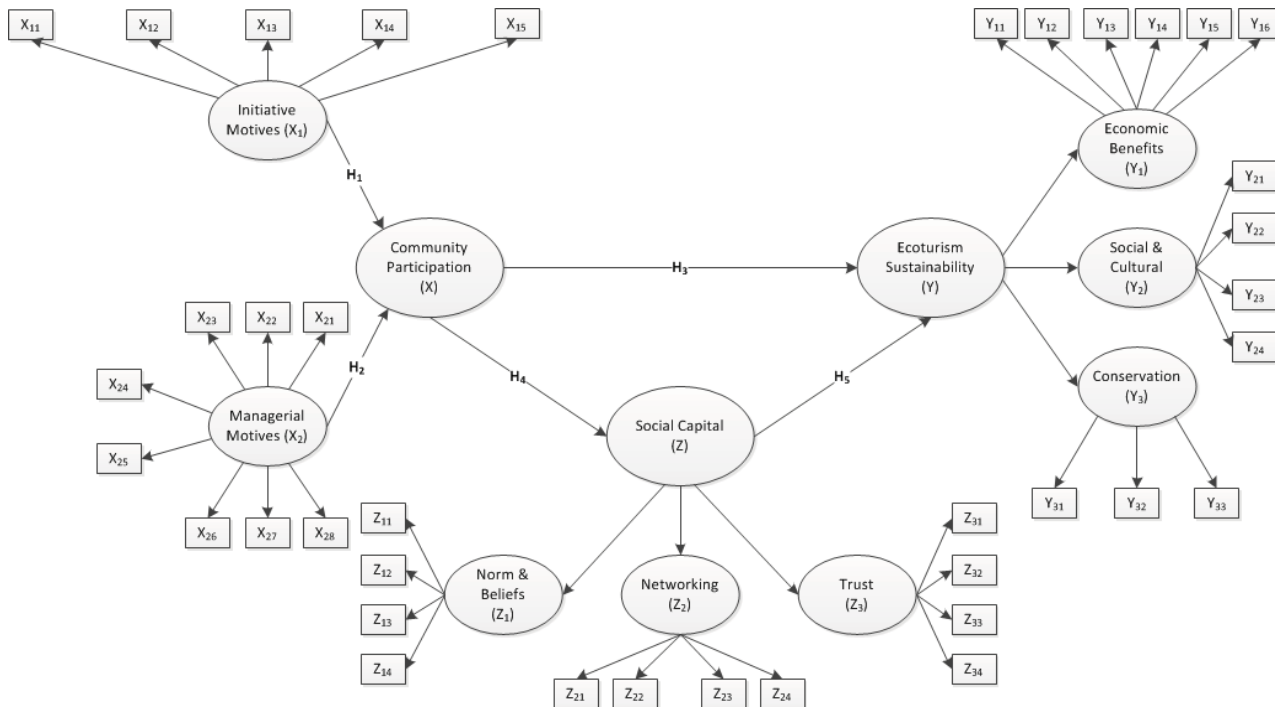 X₁₁
X₁₂
X₁₃
X₁₄
X₁₅
Y₁₁
Y₁₂
Y₁₃
Y₁₄
Y₁₅
Y₁₆
Initiative
Motives (X₁)
Economic
Benefits
(Y₁)
H₁
Y₂₁
Y₂₂
Y₂₃
Y₂₄
Community
Participation
(X)
H₃
Ecoturism
Sustainability
(Y)
Social &
Cultural
(Y₂)
X₂₃
X₂₂
X₂₁
X₂₄
X₂₅
H₂
H₄
H₅
Conservation
(Y₃)
Managerial
Motives (X₂)
Social Capital
(Z)
X₂₆
X₂₇
X₂₈
Y₃₁
Y₃₂
Y₃₃
Z₁₁
Z₁₂
Z₁₃
Z₁₄
Norm &
Beliefs
(Z₁)
Networking
(Z₂)
Trust
(Z₃)
Z₃₁
Z₃₂
Z₃₃
Z₃₄
Z₂₁
Z₂₂
Z₂₃
Z₂₄